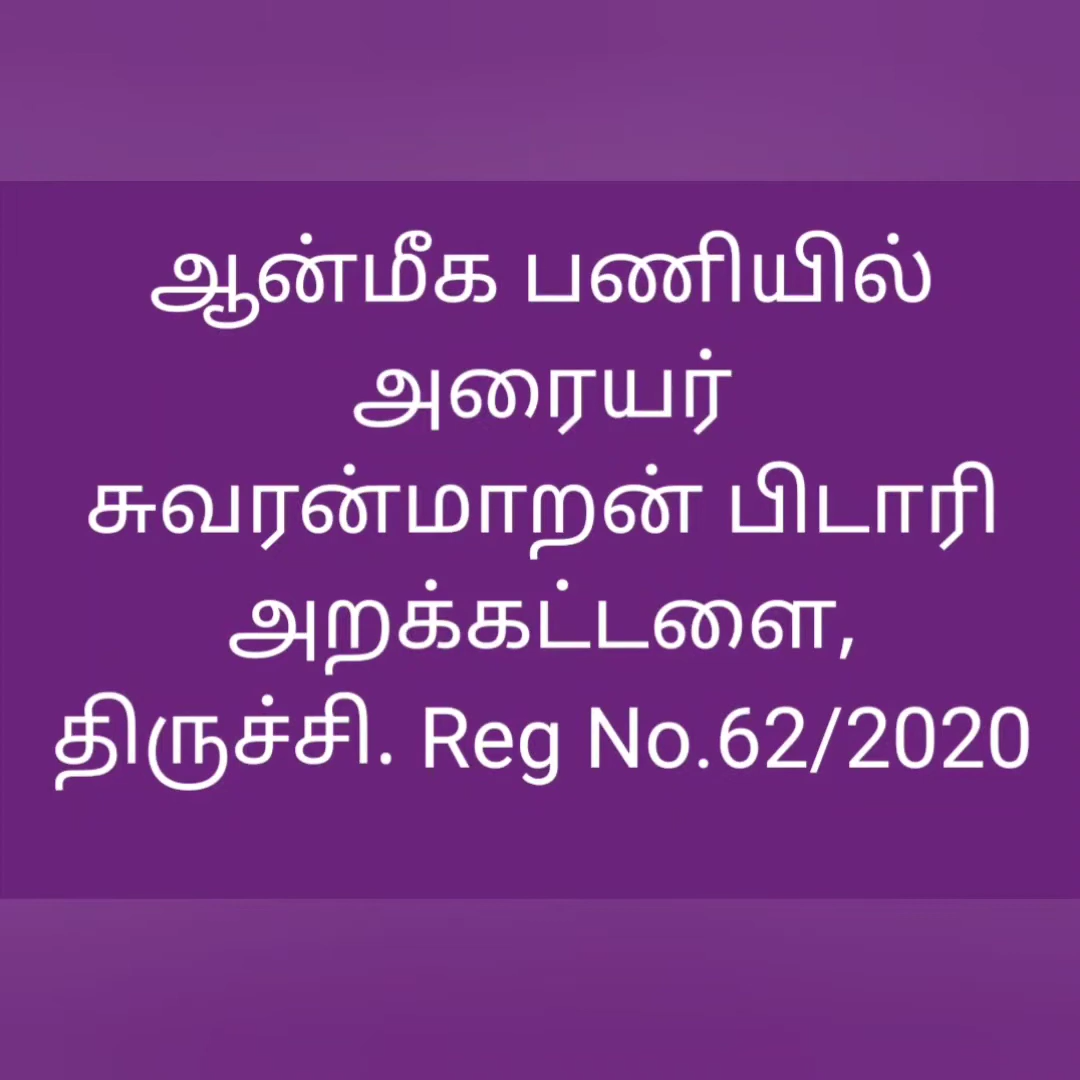 ஆன்மீக பணியில்
அரையர்
சுவரன்மாறன் பிடாரி
அறக்கட்டளை,
திருச்சி. Reg No.62/2020